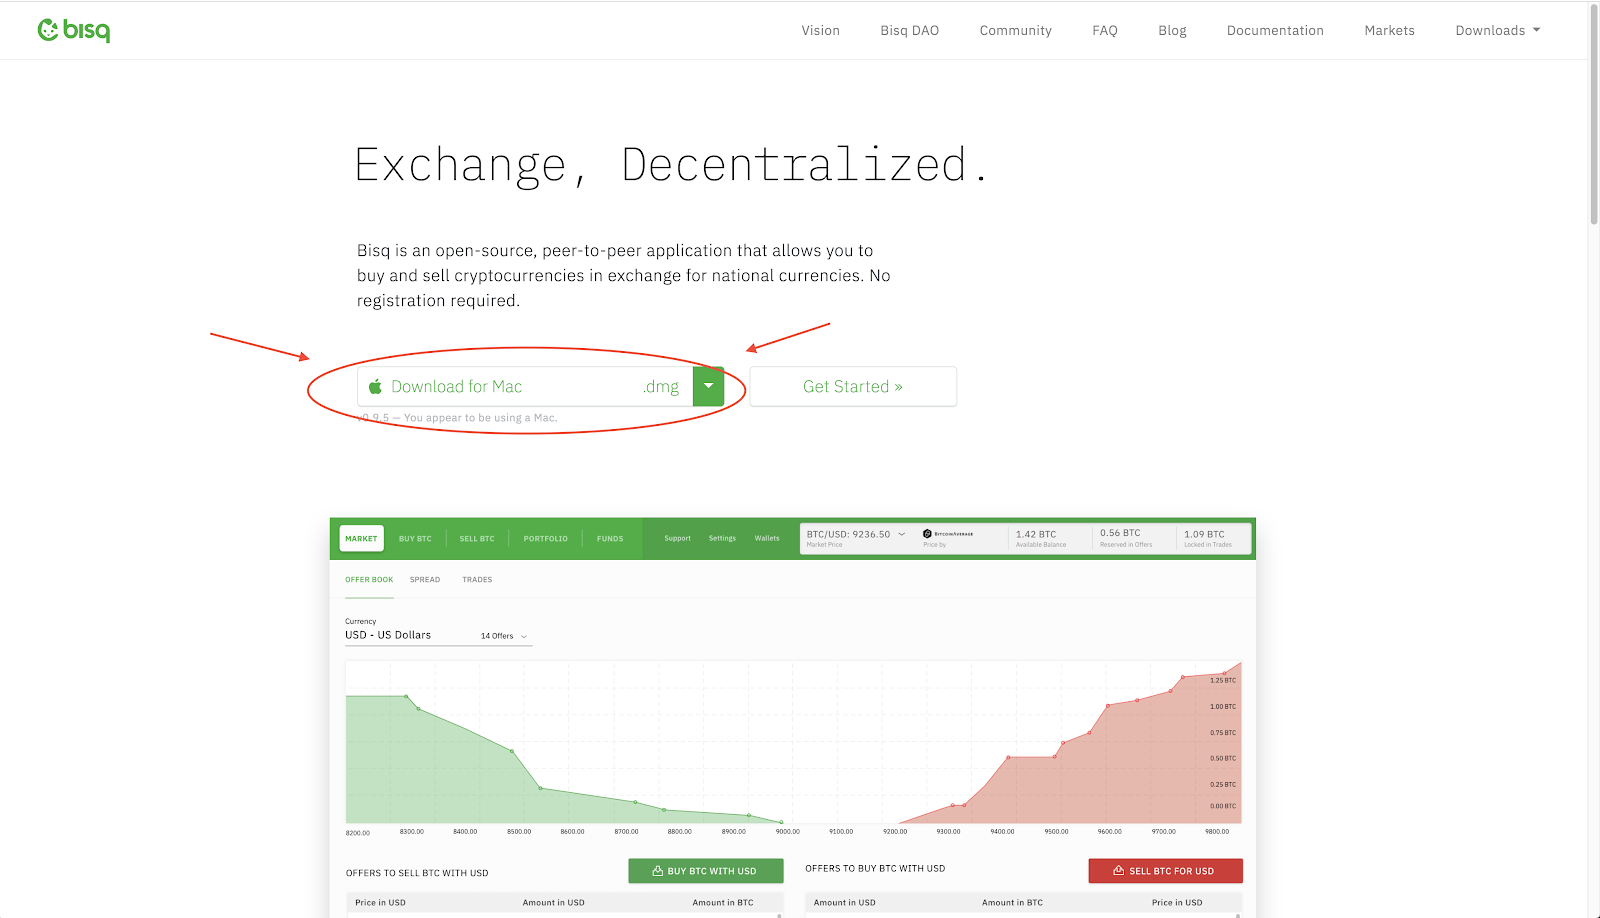 bisq
Vision Bisq DAO Community FAQ Blog Documentation Markets Downloads
Exchange, Decentralized.
Bisq is an open-source, peer-to-peer application that allows you to
buy and sell cryptocurrencies in exchange for national currencies. No
registration required.
Download for Mac .dmg Get Started »
v0.9.5 — You appear to be using a Mac.
MARKET BUY BTC SELL BTC PORTFOLIO FUNDS Support Settings Wallets
BTC/USD: 9236.50 BITCOINAVERAGE 1.42 BTC 0.56 BTC 1.09 BTC
Market Price Price by Available Balance Reserved in Offers Locked in Trades
OFFER BOOK SPREAD TRADES
Currency
USD - US Dollars 14 Offers
1.25 BTC
1.00 BTC
0.75 BTC
0.50 BTC
0.25 BTC
0.00 BTC
8200.00 8300.00 8400.00 8500.00 8600.00 8700.00 8800.00 8900.00 9000.00 9100.00 9200.00 9300.00 9400.00 9500.00 9600.00 9700.00 9800.00
OFFERS TO SELL BTC WITH USD BUY BTC WITH USD OFFERS TO BUY BTC WITH USD SELL BTC FOR USD
Price in USD Amount in USD Amount in BTC Amount in USD Amount in BTC Price in USD